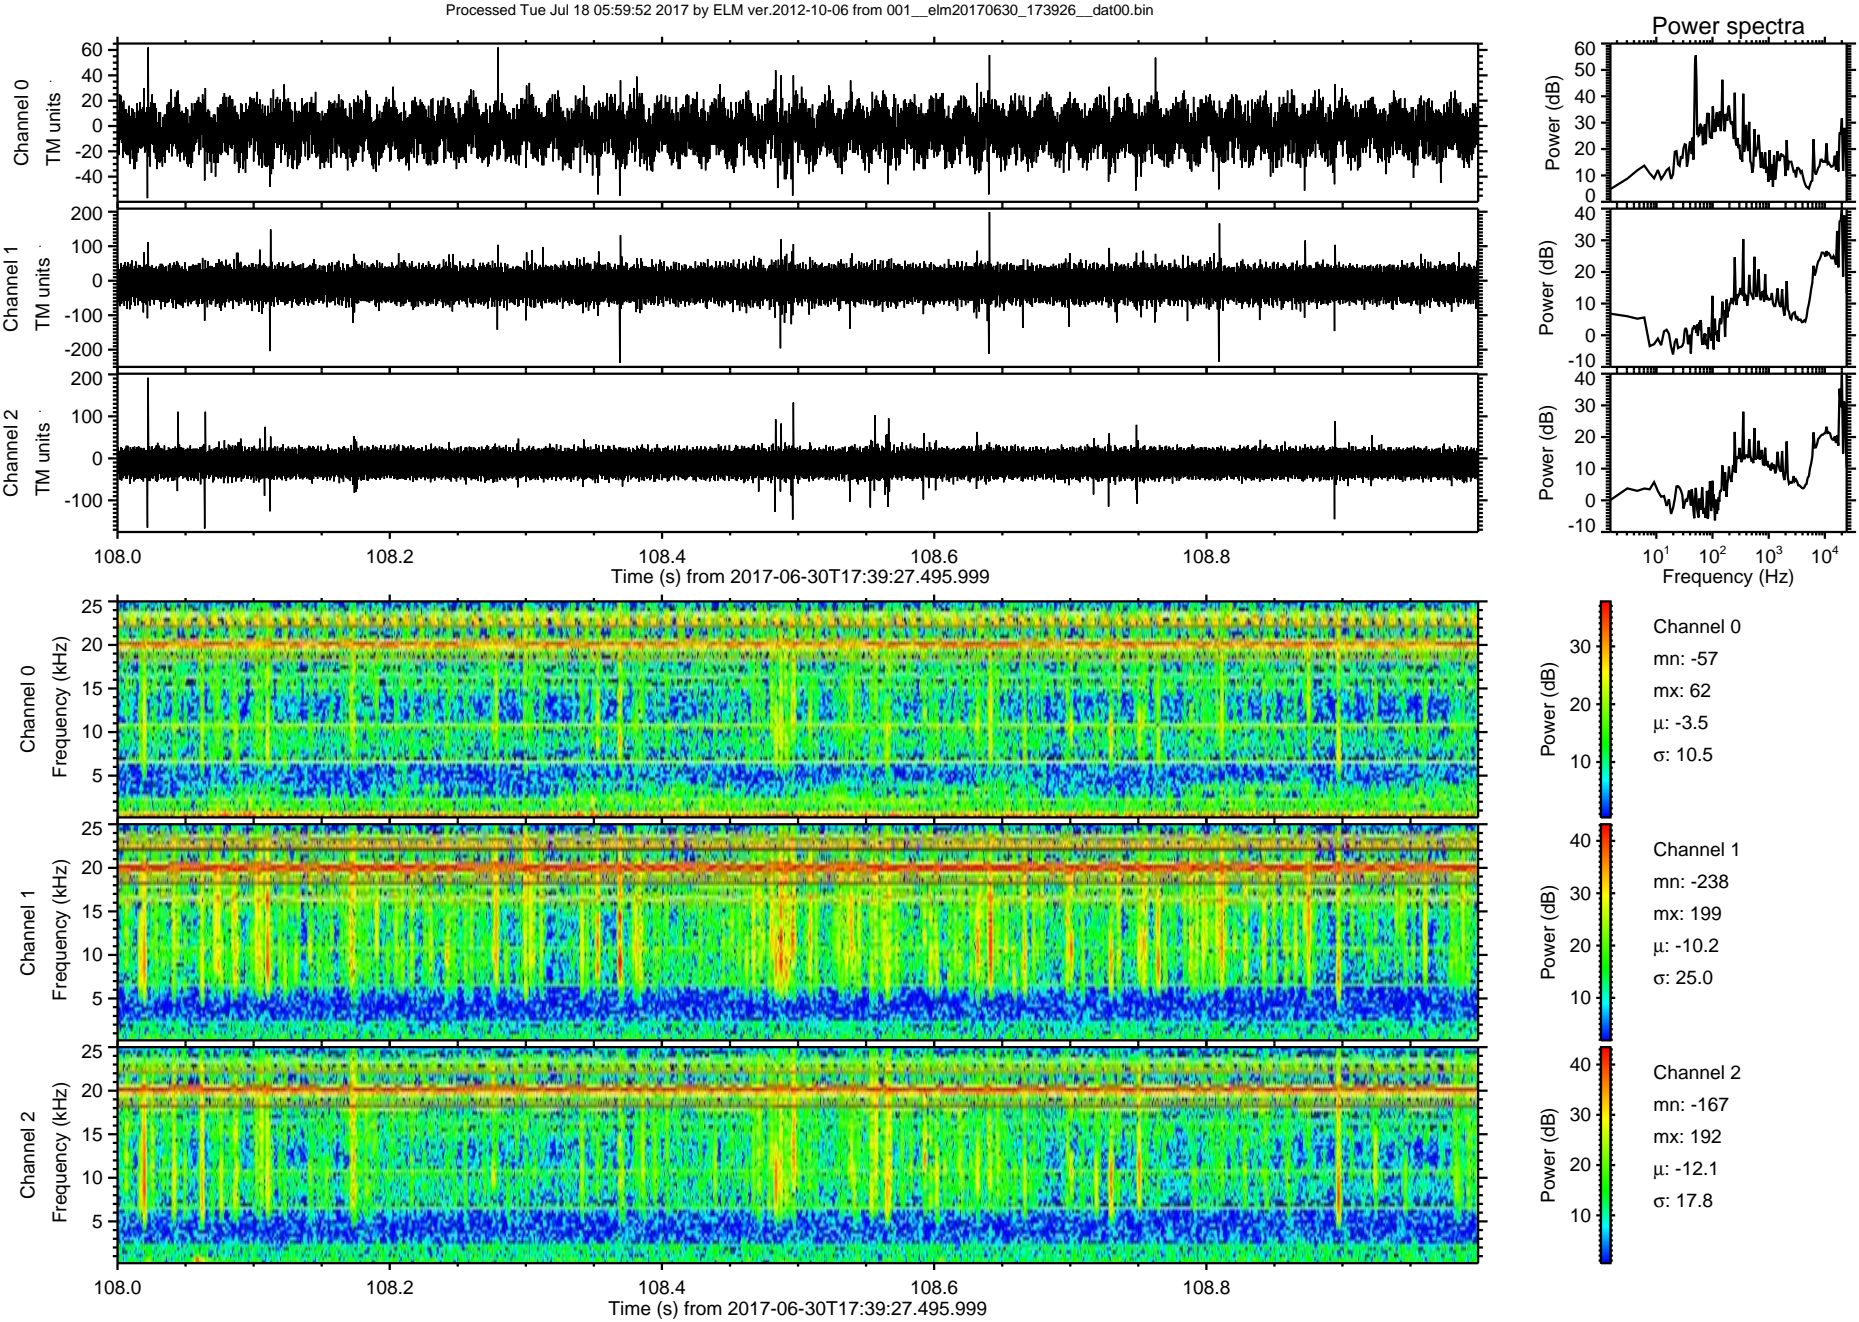 Processed Tue Jul 18 05:59:52 2017 by ELM ver.2012-10-06 from 001__elm20170630_173926__dat00.bin
Power spectra
Channel 0
TM units
60
40
20
0
-20
-40
Power (dB)
60
50
40
30
20
10
0
Channel 1
TM units
200
100
0
-100
-200
Power (dB)
40
30
20
10
0
-10
Channel 2
TM units
200
100
0
-100
Power (dB)
40
30
20
10
0
-10
108.0 108.2 108.4 108.6 108.8
Time (s) from 2017-06-30T17:39:27.495.999
10¹ 10² 10³ 10⁴
Frequency (Hz)
Channel 0
Frequency (kHz)
25
20
15
10
5
Power (dB)
30
20
10
Channel 0
mn: -57
mx: 62
μ: -3.5
σ: 10.5
Channel 1
Frequency (kHz)
25
20
15
10
5
Power (dB)
40
30
20
10
Channel 1
mn: -238
mx: 199
μ: -10.2
σ: 25.0
Channel 2
Frequency (kHz)
25
20
15
10
5
Power (dB)
40
30
20
10
Channel 2
mn: -167
mx: 192
μ: -12.1
σ: 17.8
108.0 108.2 108.4 108.6 108.8
Time (s) from 2017-06-30T17:39:27.495.999